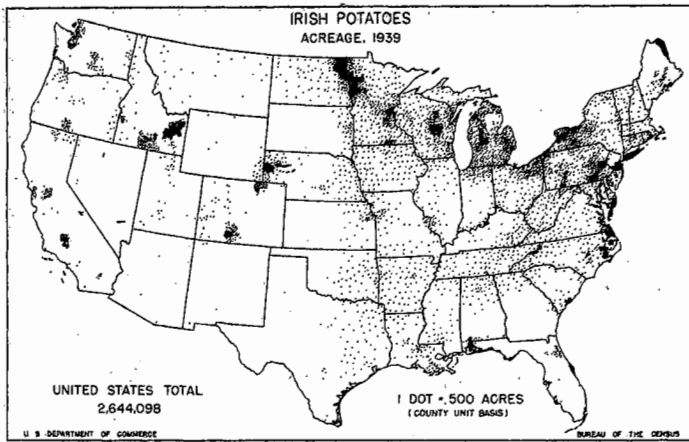 IRISH POTATOES
ACREAGE, 1939
UNITED STATES TOTAL
2,644,098
1 DOT = 500 ACRES
(COUNTY UNIT BASIS)
U S DEPARTMENT OF COMMERCE
BUREAU OF THE CENSUS